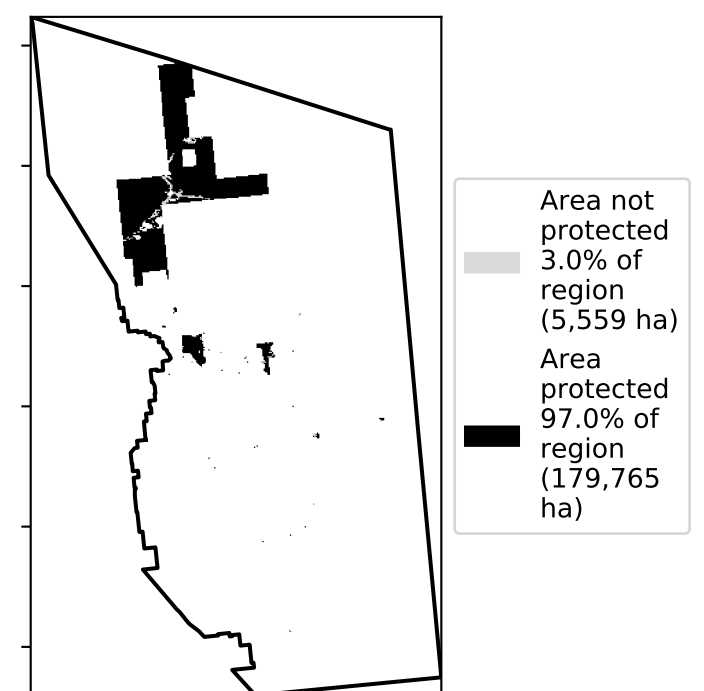 Area not
protected
3.0% of
region
(5,559 ha)
Area
protected
97.0% of
region
(179,765
ha)